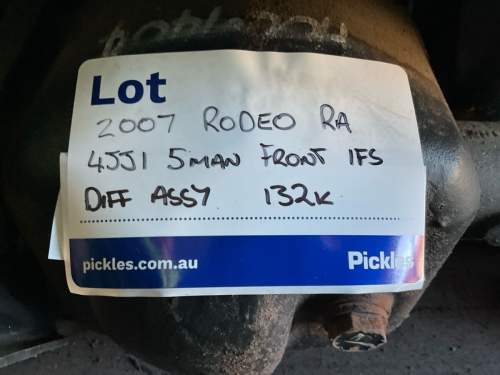 Lot
2007 RODEO RA
4JJ1 5MAN FRONT IFS
DIFF ASSY 132K
pickles.com.au Pickles